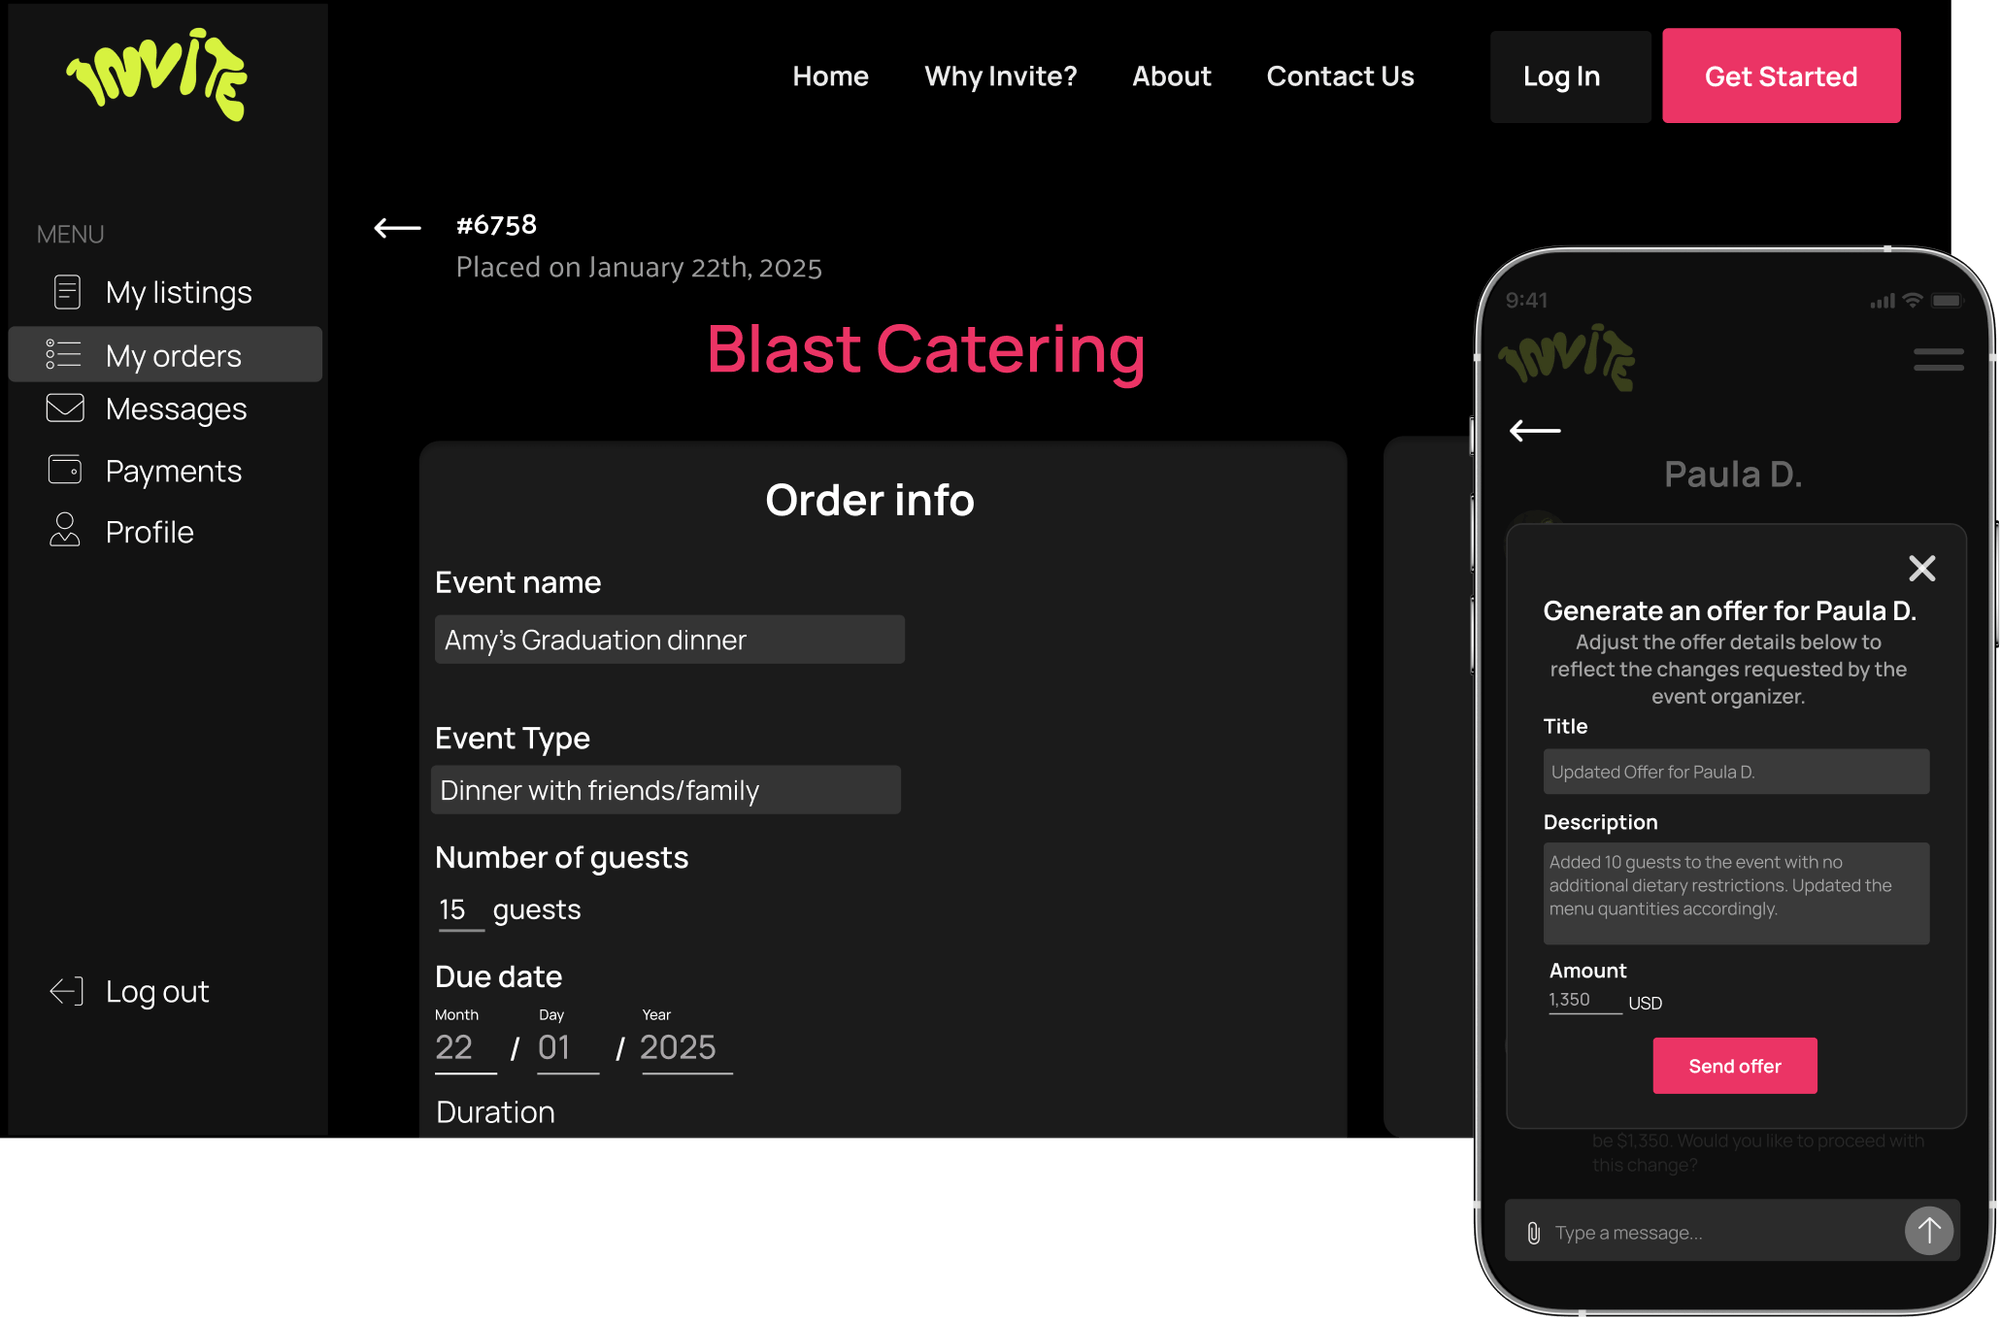 INVITE
Home
Why Invite?
About
Contact Us
Log In
Get Started
MENU
My listings
My orders
Messages
Payments
Profile
Log out
#6758
Placed on January 22th, 2025
Blast Catering
Order info
Event name
Amy's Graduation dinner
Event Type
Dinner with friends/family
Number of guests
15 guests
Due date
Month Day Year
22 / 01 / 2025
Duration
9:41
INVITE
Paula D.
Generate an offer for Paula D.
Adjust the offer details below to
reflect the changes requested by the
event organizer.
Title
Updated Offer for Paula D.
Description
Added 10 guests to the event with no
additional dietary restrictions. Updated the
menu quantities accordingly.
Amount
1,350 USD
Send offer
be $1,350. Would you like to proceed with
this change?
Type a message...